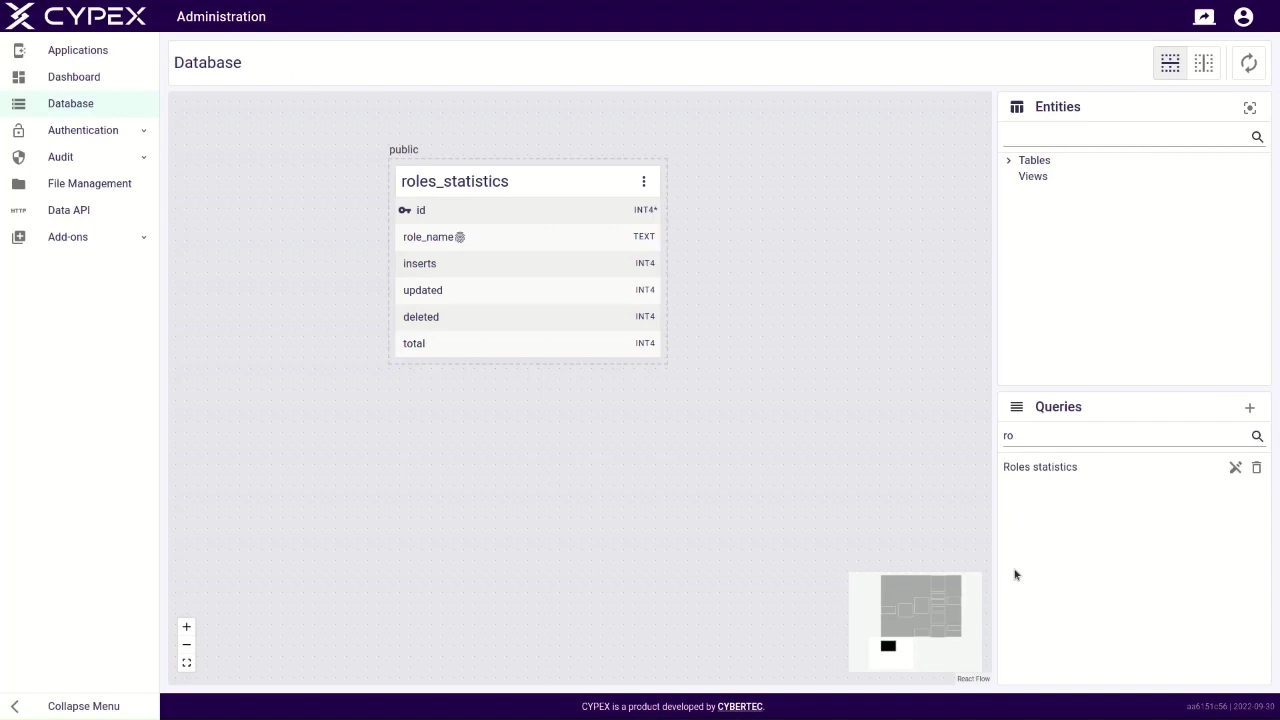 CYPEX
Administration
Applications
Dashboard
Database
Authentication
Audit
File Management
HTTP Data API
Add-ons
Collapse Menu
Database
public
roles_statistics
id INT4*
role_name TEXT
inserts INT4
updated INT4
deleted INT4
total INT4
React Flow
Entities
Tables
Views
Queries
ro
Roles statistics
CYPEX is a product developed by CYBERTEC.
aa6151c56 | 2022-09-30